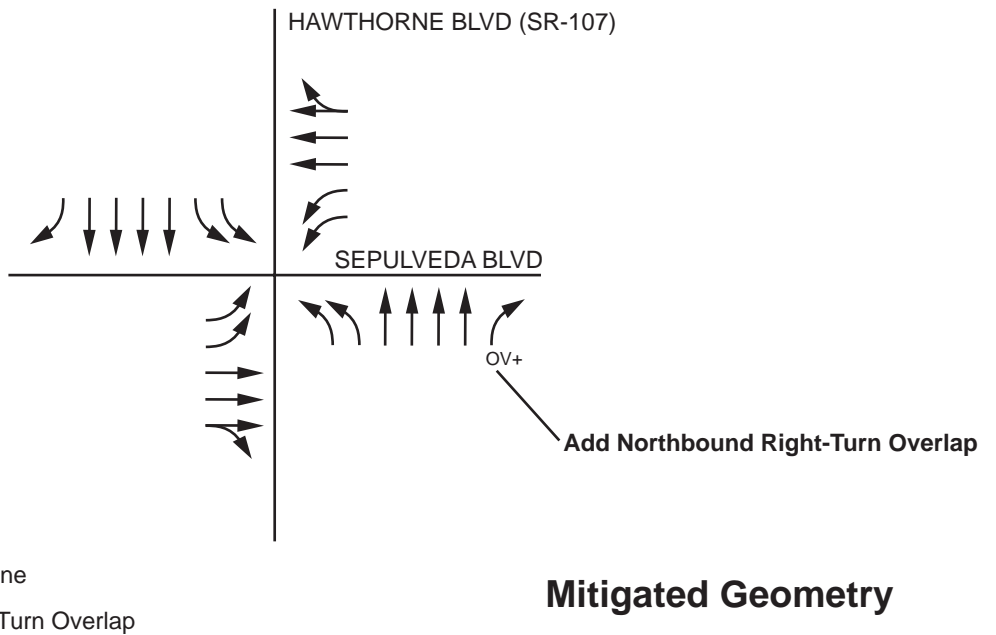 HAWTHORNE BLVD (SR-107)
SEPULVEDA BLVD
OV+
Add Northbound Right-Turn Overlap
ne
Turn Overlap
Mitigated Geometry